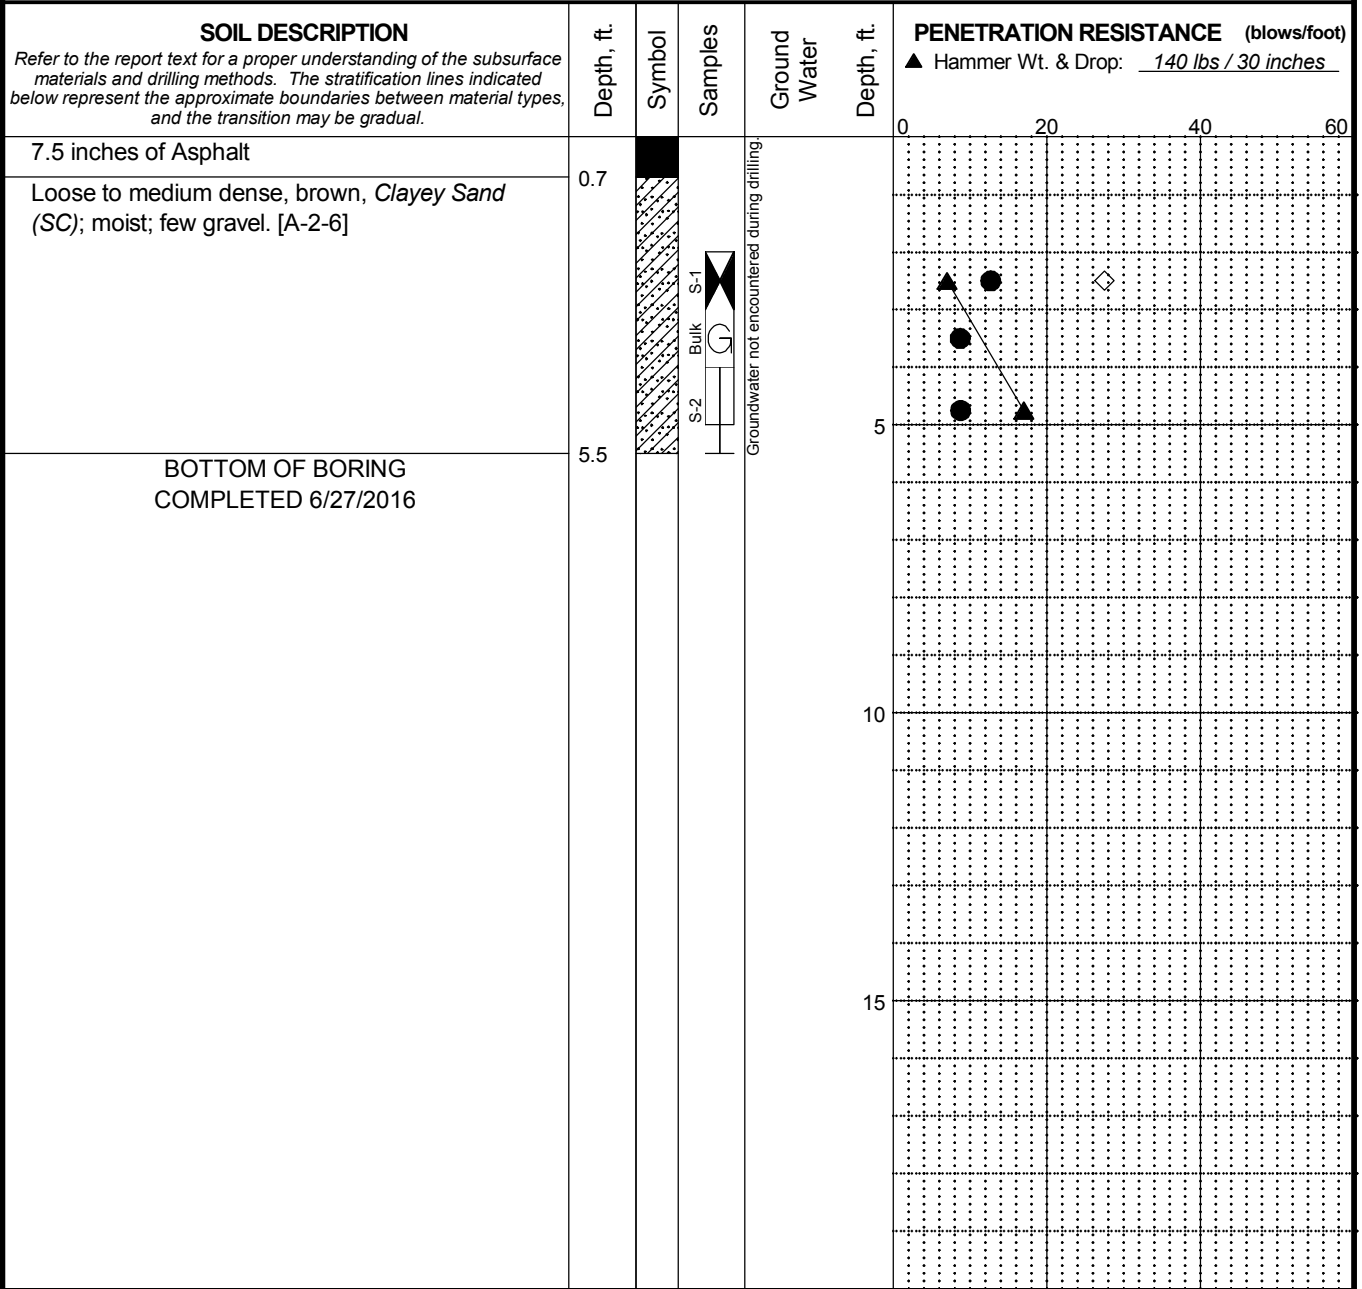 SOIL DESCRIPTION
Refer to the report text for a proper understanding of the subsurface
materials and drilling methods. The stratification lines indicated
below represent the approximate boundaries between material types,
and the transition may be gradual.
Depth, ft.
Symbol
Samples
Ground
Water
Depth, ft.
PENETRATION RESISTANCE (blows/foot)
▲ Hammer Wt. & Drop: 140 lbs / 30 inches
0 20 40 60
7.5 inches of Asphalt
0.7
Loose to medium dense, brown, Clayey Sand
(SC); moist; few gravel. [A-2-6]
S-1
Bulk
G
S-2
Groundwater not encountered during drilling.
5
5.5
BOTTOM OF BORING
COMPLETED 6/27/2016
10
15